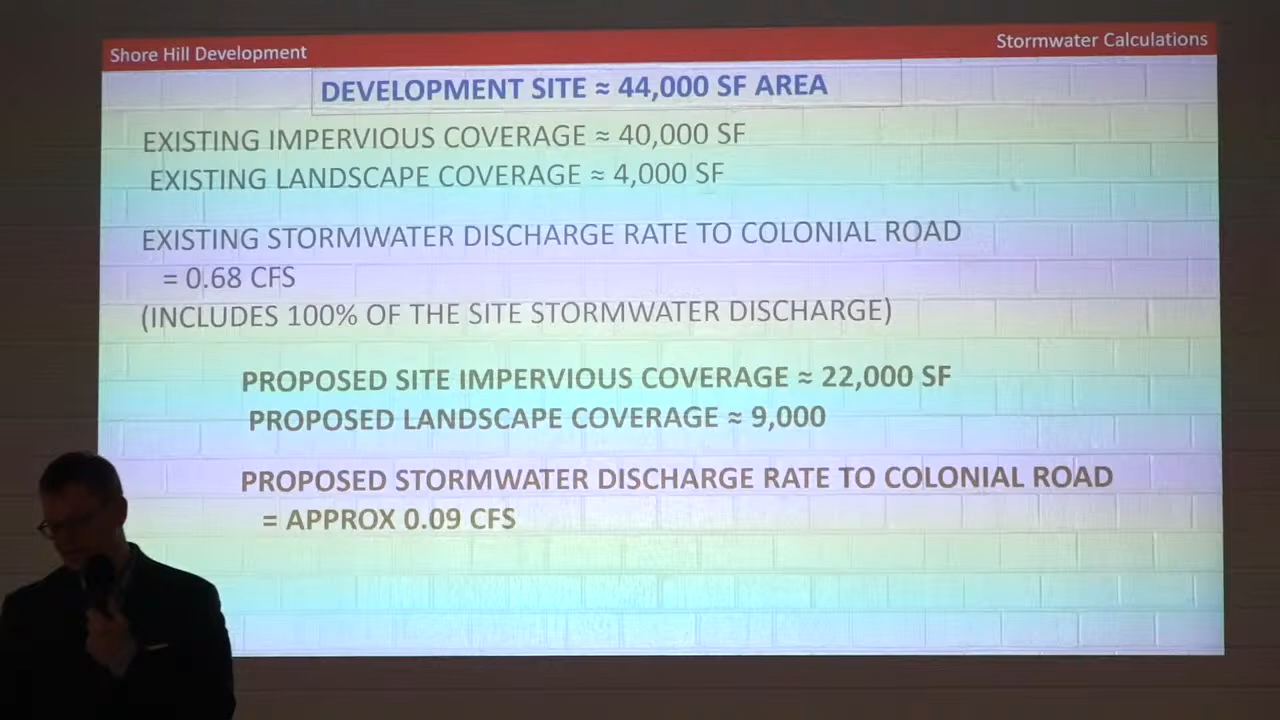 Shore Hill Development
Stormwater Calculations
DEVELOPMENT SITE ≈ 44,000 SF AREA
EXISTING IMPERVIOUS COVERAGE ≈ 40,000 SF
EXISTING LANDSCAPE COVERAGE ≈ 4,000 SF
EXISTING STORMWATER DISCHARGE RATE TO COLONIAL ROAD
= 0.68 CFS
(INCLUDES 100% OF THE SITE STORMWATER DISCHARGE)
PROPOSED SITE IMPERVIOUS COVERAGE ≈ 22,000 SF
PROPOSED LANDSCAPE COVERAGE ≈ 9,000
PROPOSED STORMWATER DISCHARGE RATE TO COLONIAL ROAD
= APPROX 0.09 CFS